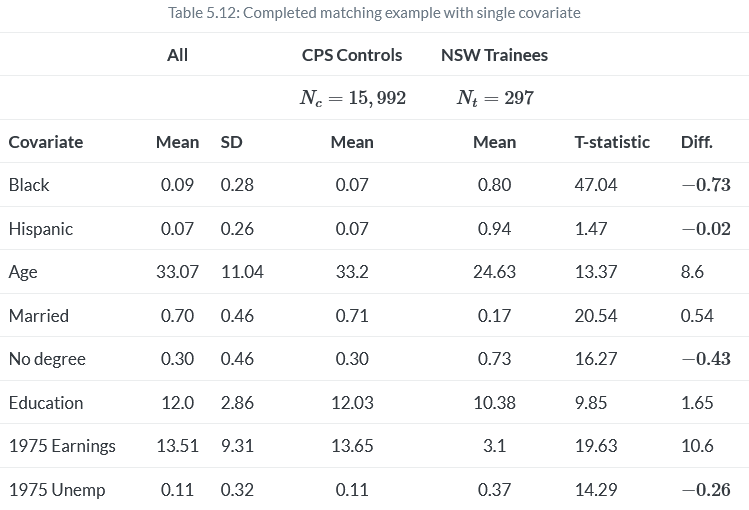 Table 5.12: Completed matching example with single covariate
All CPS Controls NSW Trainees
N_c = 15,992 N_t = 297
Covariate Mean SD Mean Mean T-statistic Diff.
Black 0.09 0.28 0.07 0.80 47.04 −0.73
Hispanic 0.07 0.26 0.07 0.94 1.47 −0.02
Age 33.07 11.04 33.2 24.63 13.37 8.6
Married 0.70 0.46 0.71 0.17 20.54 0.54
No degree 0.30 0.46 0.30 0.73 16.27 −0.43
Education 12.0 2.86 12.03 10.38 9.85 1.65
1975 Earnings 13.51 9.31 13.65 3.1 19.63 10.6
1975 Unemp 0.11 0.32 0.11 0.37 14.29 −0.26